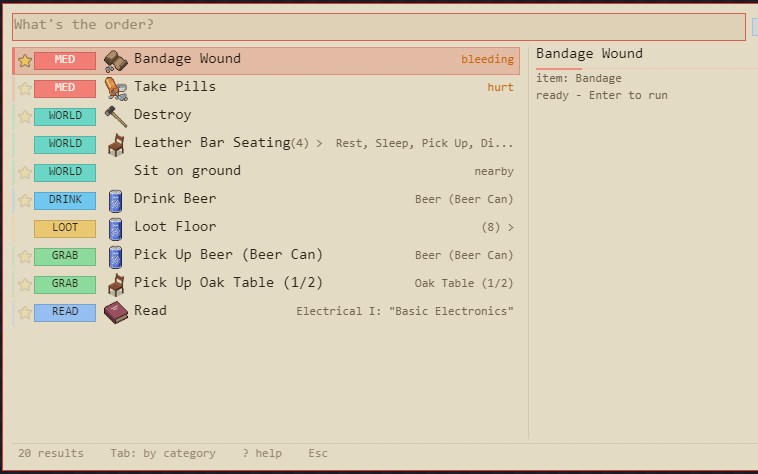 What's the order?
MED Bandage Wound bleeding
MED Take Pills hurt
WORLD Destroy
WORLD Leather Bar Seating(4) > Rest, Sleep, Pick Up, Di...
WORLD Sit on ground nearby
DRINK Drink Beer Beer (Beer Can)
LOOT Loot Floor (8) >
GRAB Pick Up Beer (Beer Can) Beer (Beer Can)
GRAB Pick Up Oak Table (1/2) Oak Table (1/2)
READ Read Electrical I: "Basic Electronics"
Bandage Wound
item: Bandage
ready - Enter to run
20 results Tab: by category ? help Esc